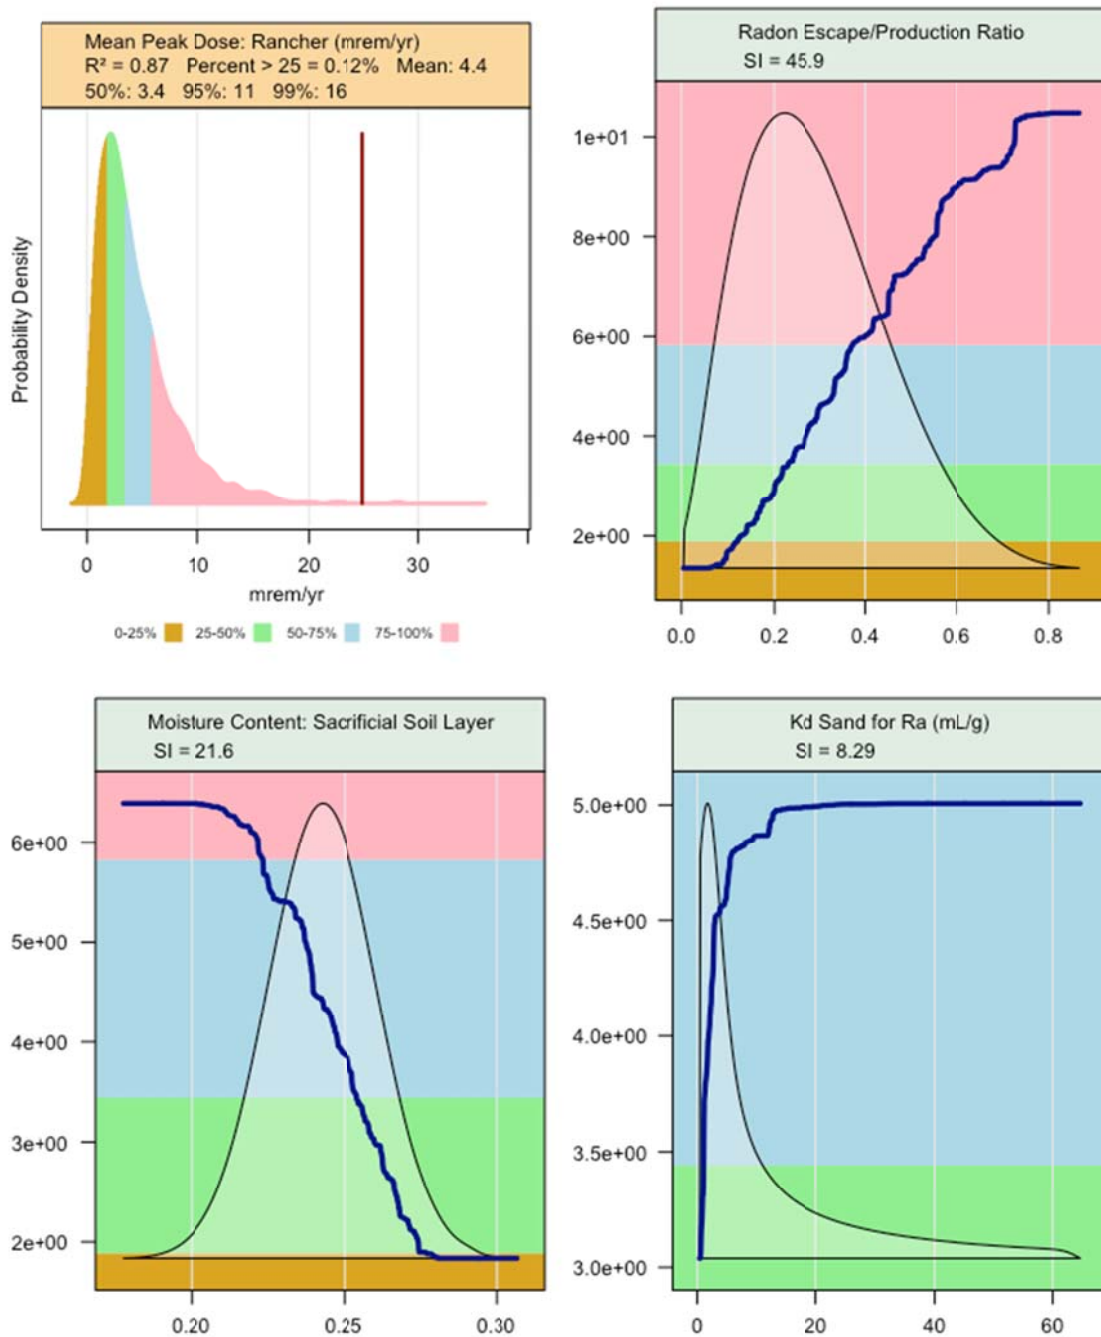 Mean Peak Dose: Rancher (mrem/yr)
R² = 0.87 Percent > 25 = 0.12% Mean: 4.4
50%: 3.4 95%: 11 99%: 16
Probability Density
0 10 20 30
mrem/yr
0-25% 25-50% 50-75% 75-100%
Radon Escape/Production Ratio
SI = 45.9
1e+01
8e+00
6e+00
4e+00
2e+00
0.0 0.2 0.4 0.6 0.8
Moisture Content: Sacrificial Soil Layer
SI = 21.6
6e+00
5e+00
4e+00
3e+00
2e+00
0.20 0.25 0.30
Kd Sand for Ra (mL/g)
SI = 8.29
5.0e+00
4.5e+00
4.0e+00
3.5e+00
3.0e+00
0 20 40 60